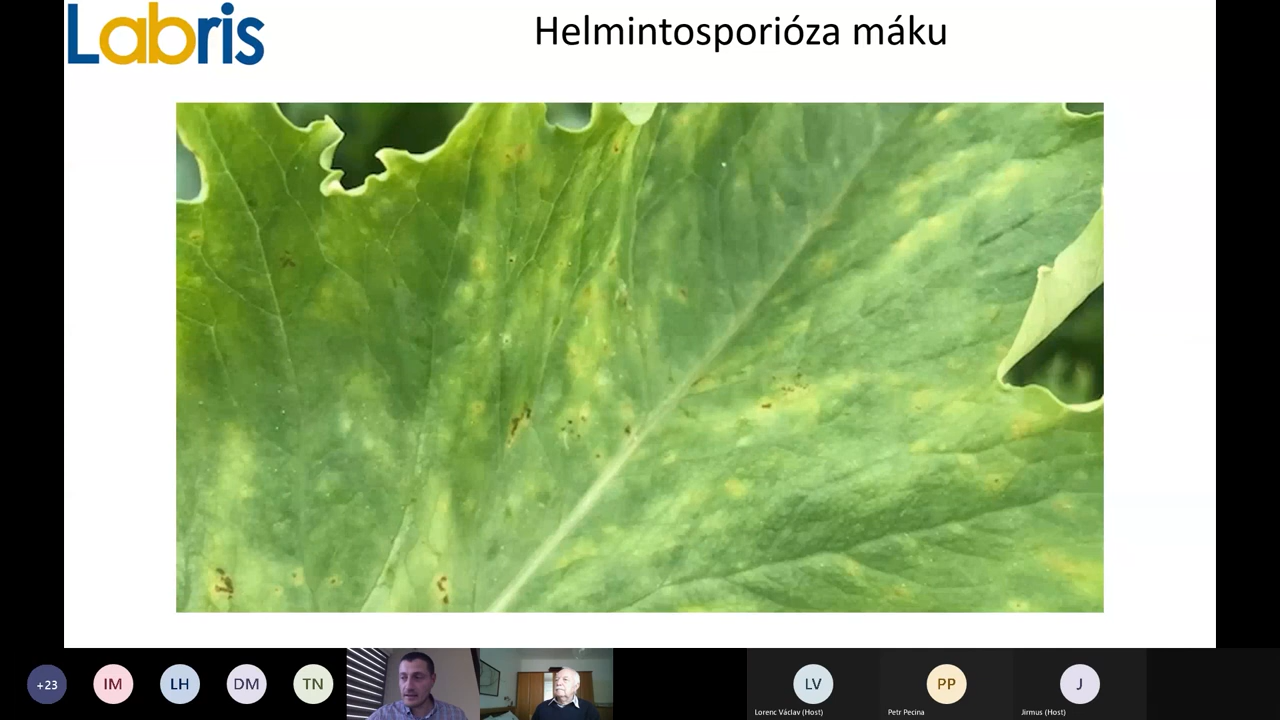 Labris
Helmintosporióza máku
+23
IM
LH
DM
TN
LV
PP
J
Lorenc Václav (Host)
Petr Pecina
Jirmus (Host)